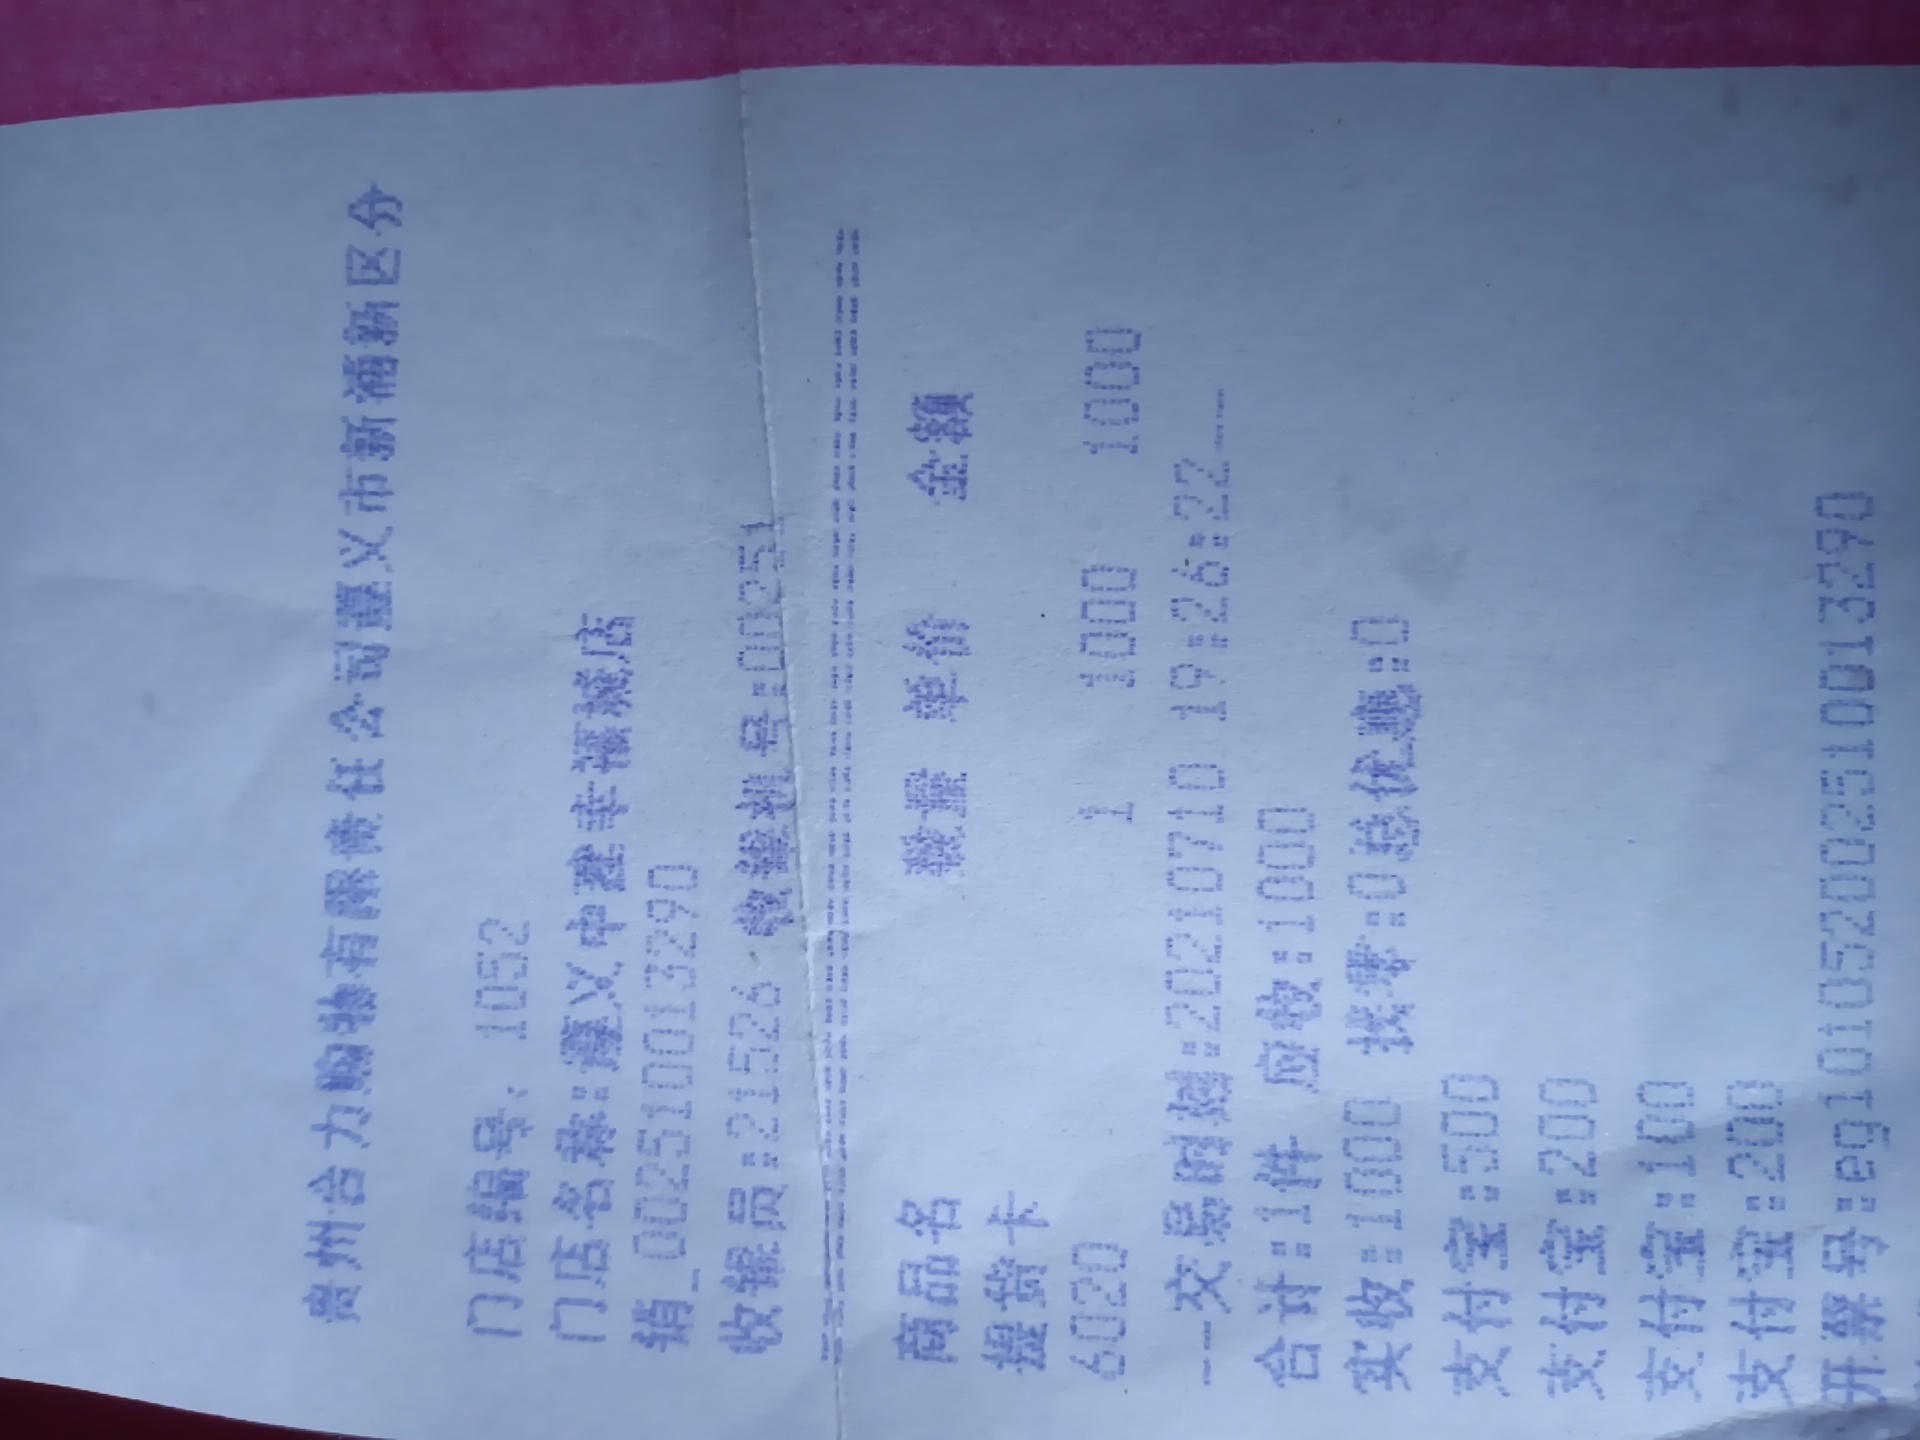 贵州合力购物有限责任公司遵义市新浦新区分
门店编号: 1052
门店名称:遵义中建幸福城店
销_002510013290
收银员:211526 收银机号:00251
商品名 数量 单价 金额
提货卡
6020 1 1000 1000
---交易时间:20210710 19:26:22---
合计:1件 应收:1000
实收:1000 找零:0总优惠:0
支付宝:500
支付宝:200
支付宝:100
支付宝:200
开票号:eg101052002510013290